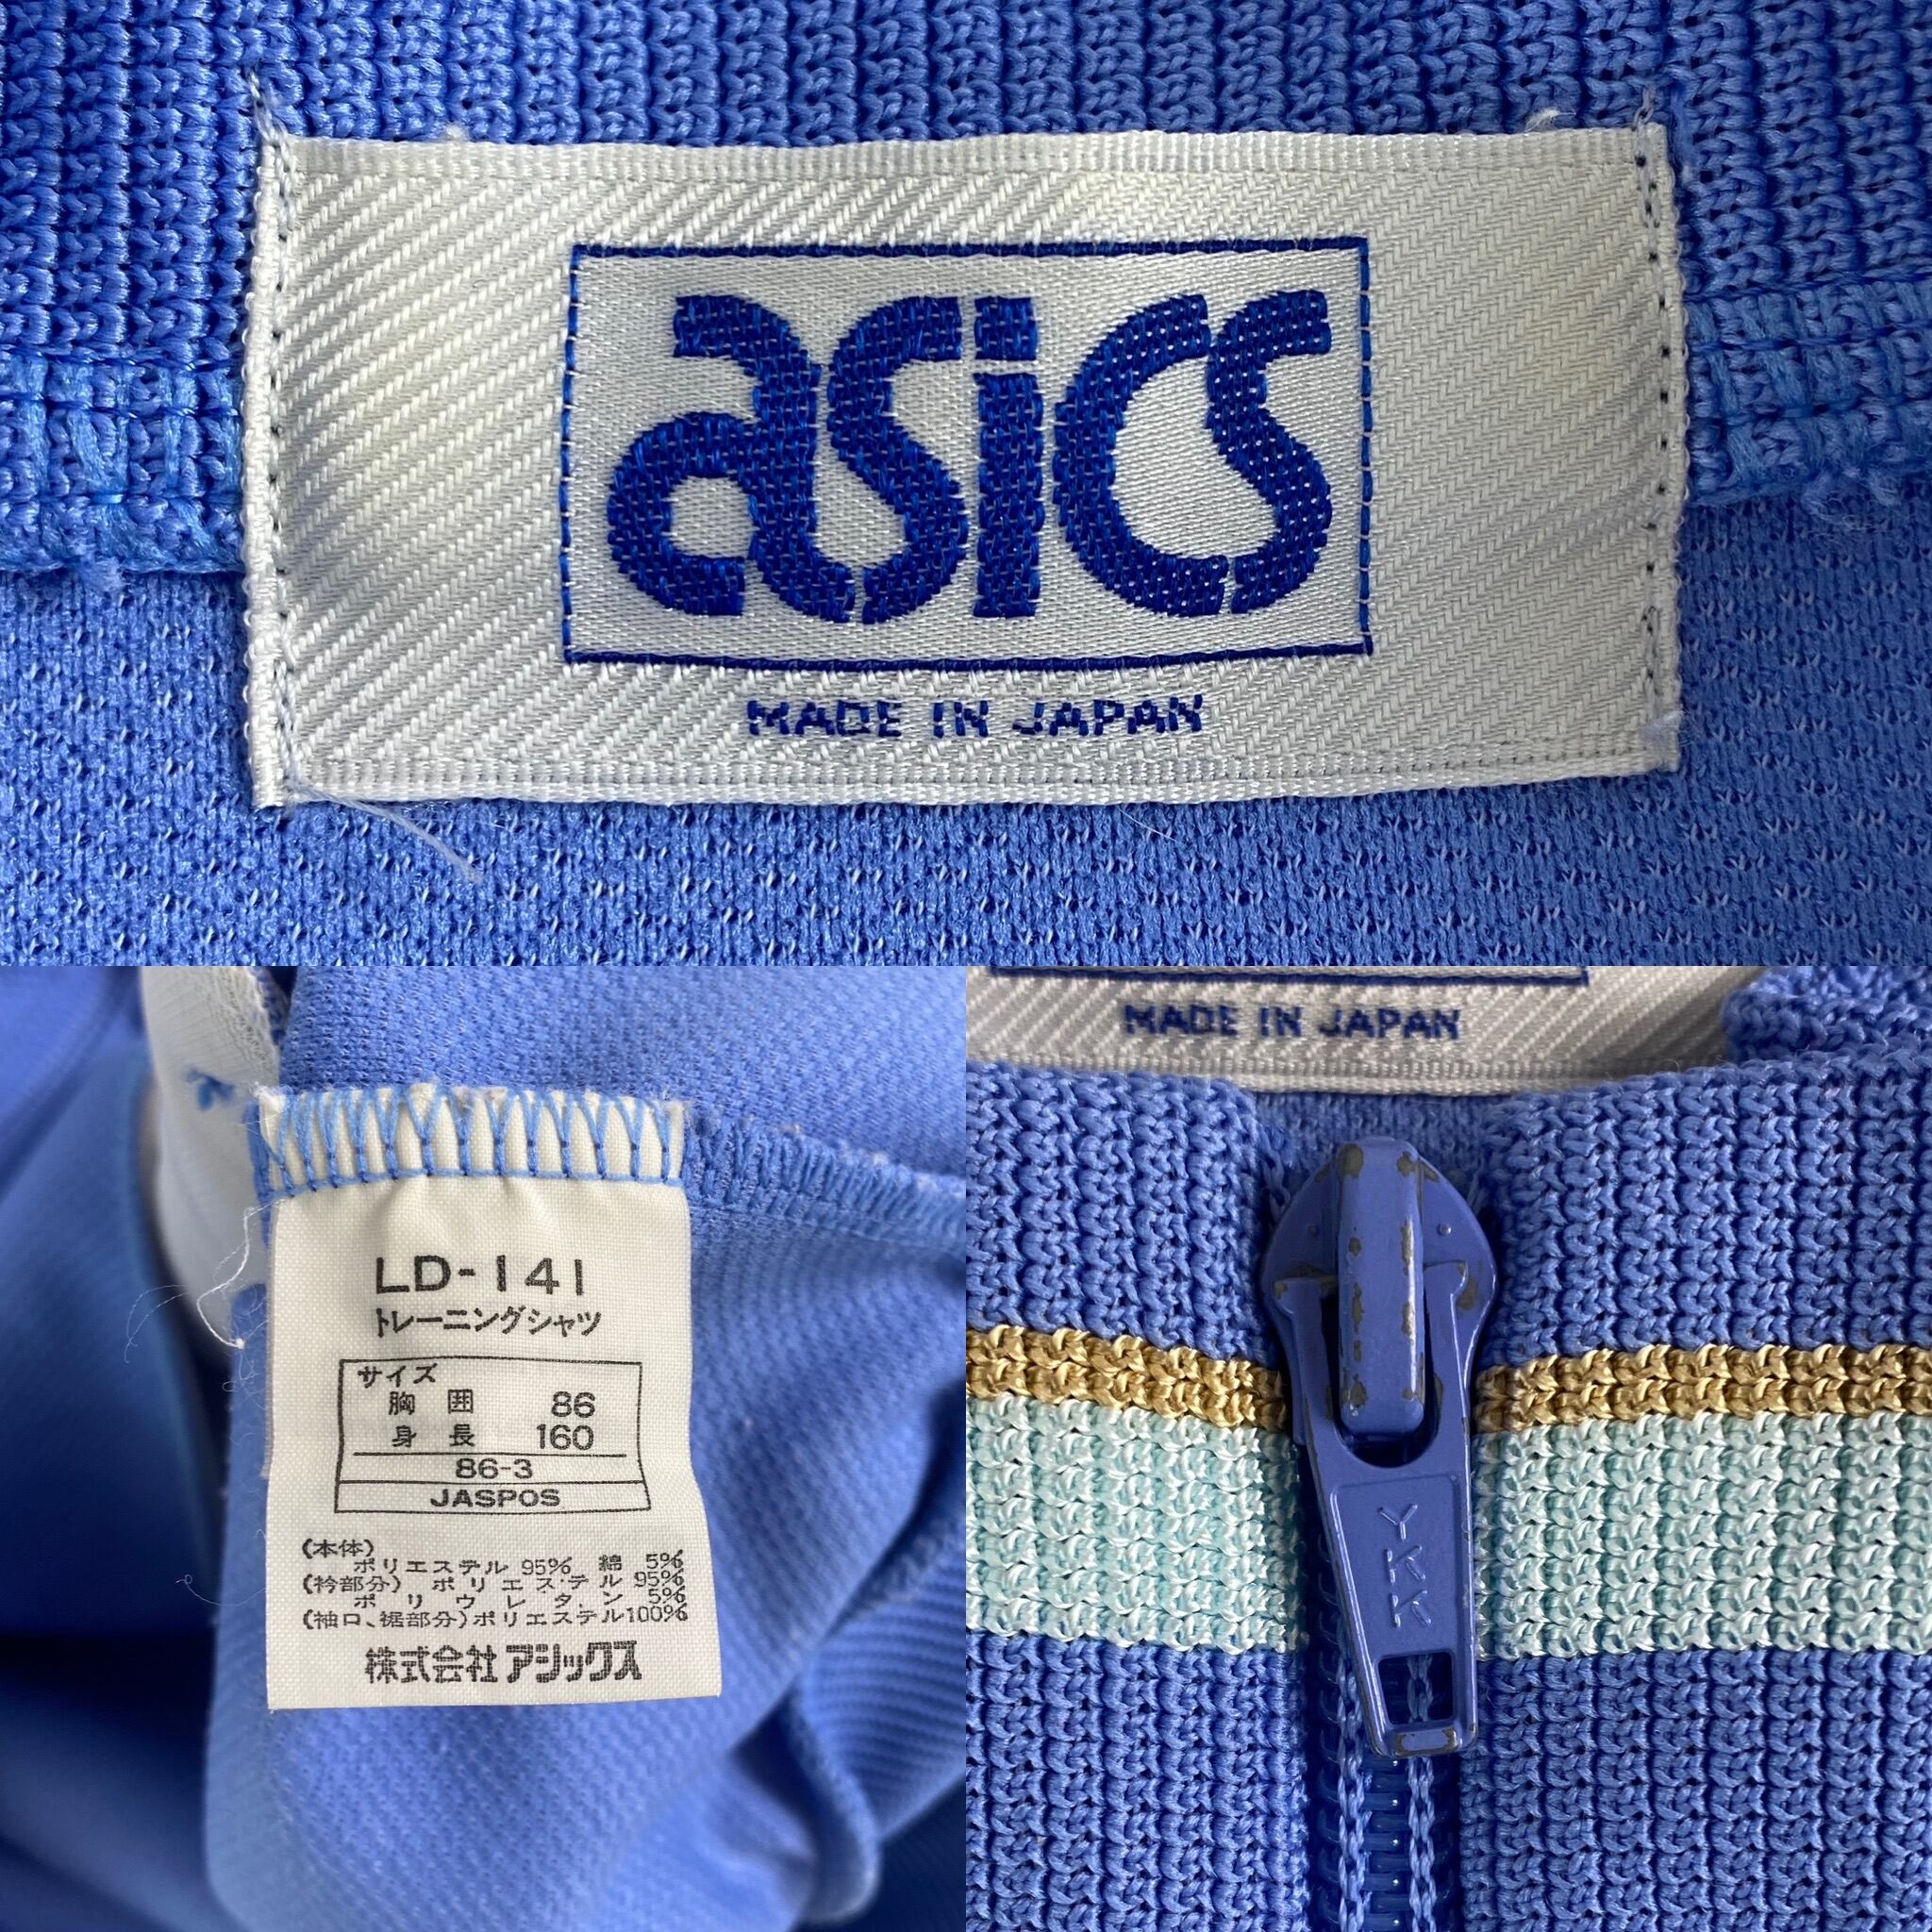 asics
MADE IN JAPAN
LD-141
トレーニングシャツ
サイズ
胸囲 86
身長 160
86-3
JASPOS
(本体)
ポリエステル 95% 綿 5%
(衿部分) ポリエステル 95%
ポリウレタン 5%
(袖口、裾部分)ポリエステル100%
株式会社アシックス
MADE IN JAPAN
YKK